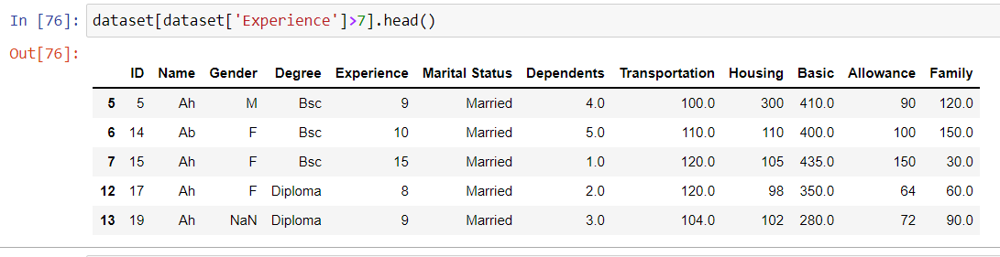 In [76]: dataset[dataset['Experience']>7].head()
Out[76]:
ID Name Gender Degree Experience Marital Status Dependents Transportation Housing Basic Allowance Family
5 5 Ah M Bsc 9 Married 4.0 100.0 300 410.0 90 120.0
6 14 Ab F Bsc 10 Married 5.0 110.0 110 400.0 100 150.0
7 15 Ah F Bsc 15 Married 1.0 120.0 105 435.0 150 30.0
12 17 Ah F Diploma 8 Married 2.0 120.0 98 350.0 64 60.0
13 19 Ah NaN Diploma 9 Married 3.0 104.0 102 280.0 72 90.0